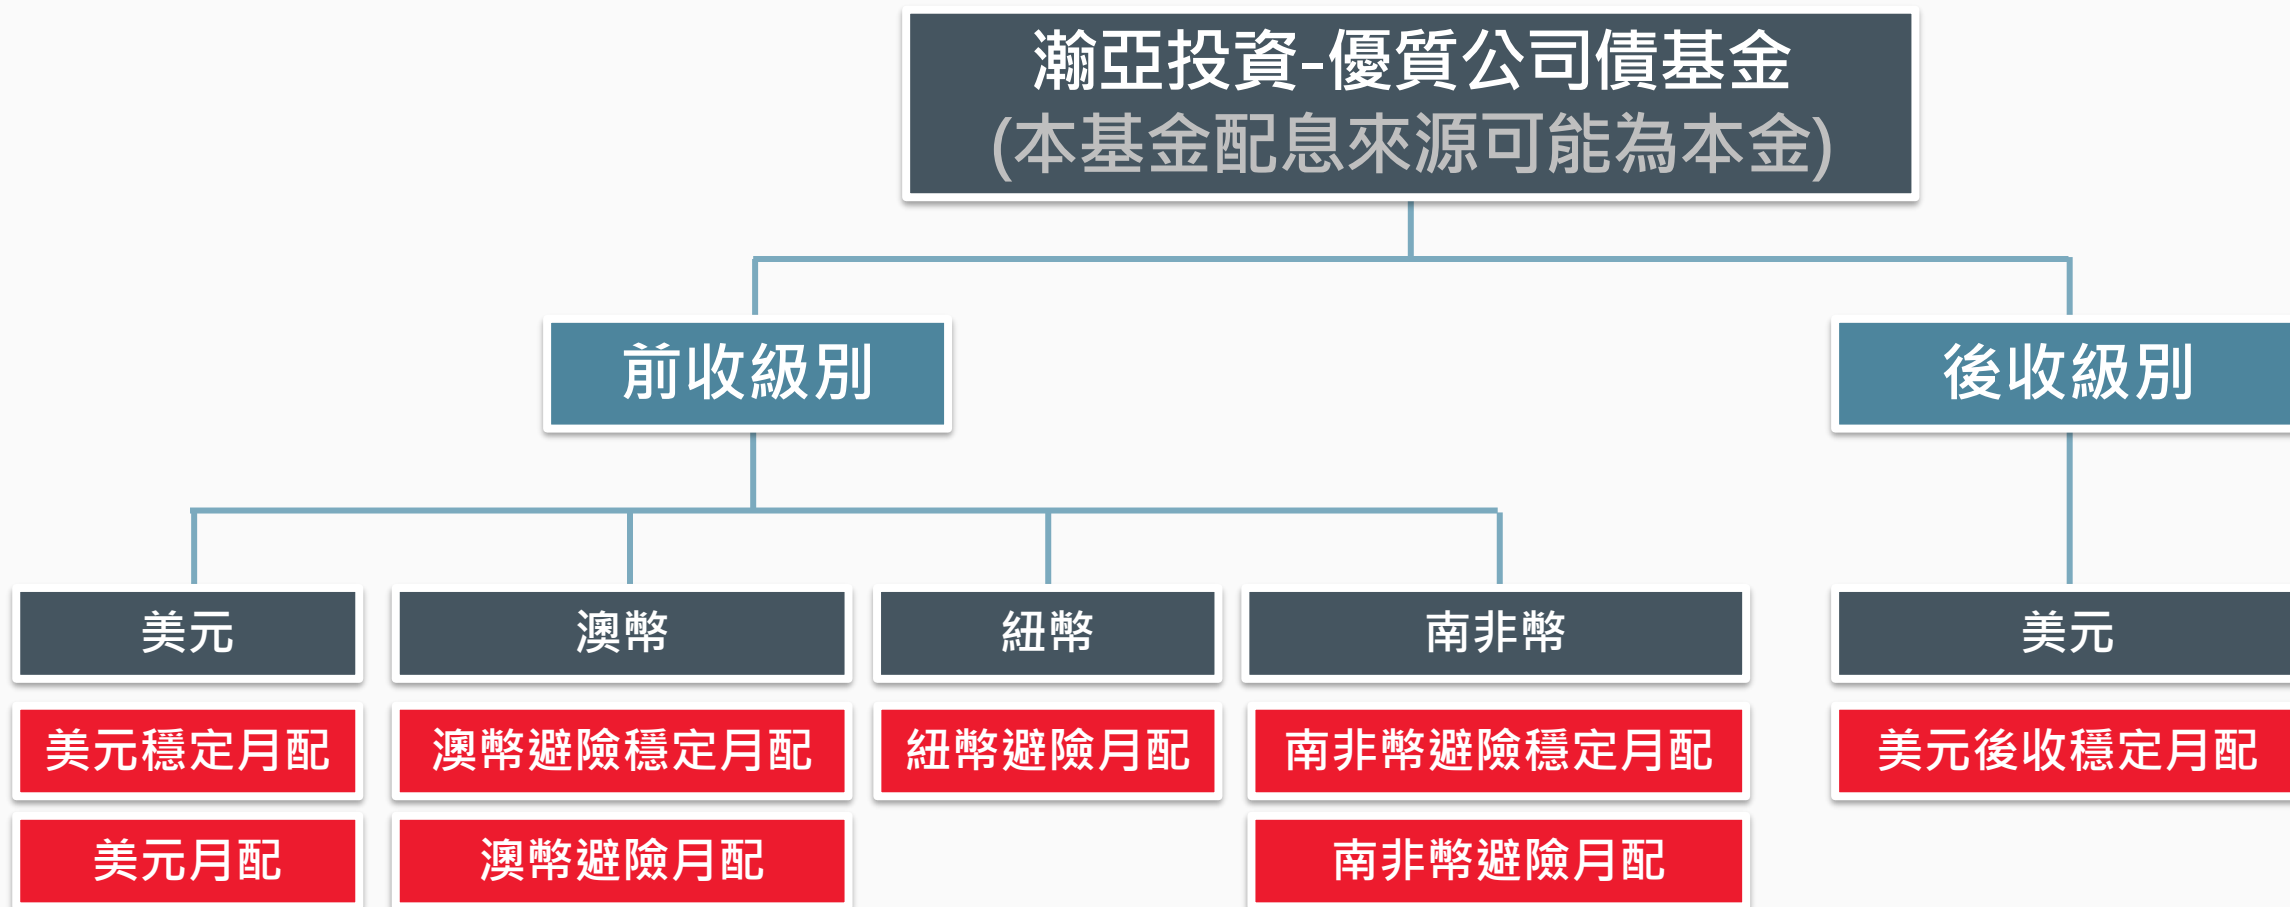 瀚亞投資-優質公司債基金
(本基金配息來源可能為本金)
前收級別
後收級別
美元
澳幣
紐幣
南非幣
美元
美元穩定月配
澳幣避險穩定月配
紐幣避險月配
南非幣避險穩定月配
美元後收穩定月配
美元月配
澳幣避險月配
南非幣避險月配